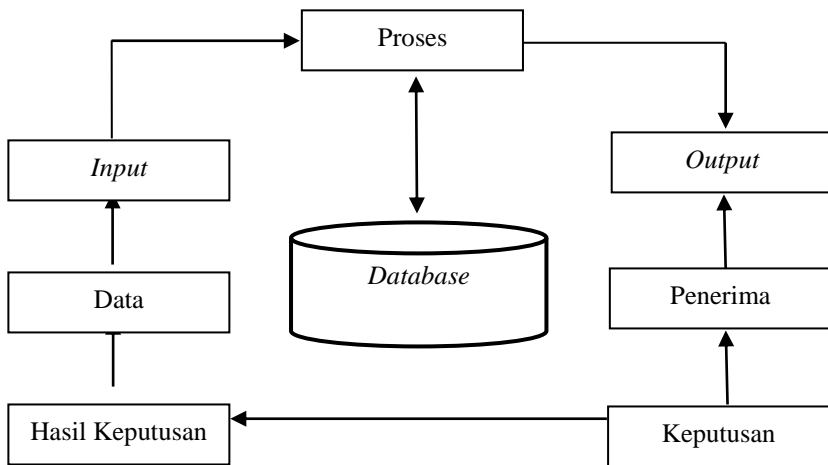 Proses
Input
Output
Database
Data
Penerima
Hasil Keputusan
Keputusan